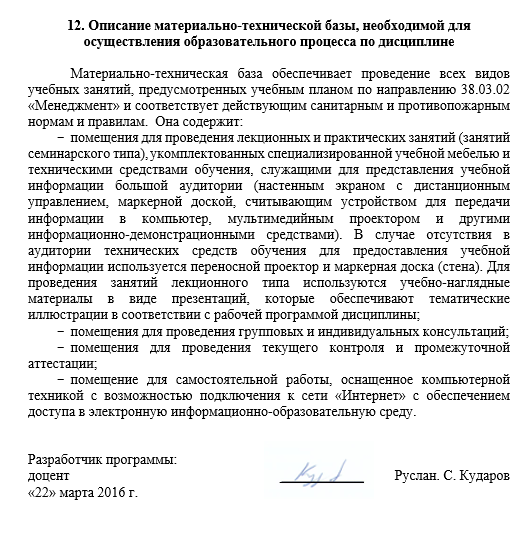 12. Описание материально-технической базы, необходимой для
осуществления образовательного процесса по дисциплине
Материально-техническая база обеспечивает проведение всех видов
учебных занятий, предусмотренных учебным планом по направлению 38.03.02
«Менеджмент» и соответствует действующим санитарным и противопожарным
нормам и правилам. Она содержит:
− помещения для проведения лекционных и практических занятий (занятий
семинарского типа), укомплектованных специализированной учебной мебелью и
техническими средствами обучения, служащими для представления учебной
информации большой аудитории (настенным экраном с дистанционным
управлением, маркерной доской, считывающим устройством для передачи
информации в компьютер, мультимедийным проектором и другими
информационно-демонстрационными средствами). В случае отсутствия в
аудитории технических средств обучения для предоставления учебной
информации используется переносной проектор и маркерная доска (стена). Для
проведения занятий лекционного типа используются учебно-наглядные
материалы в виде презентаций, которые обеспечивают тематические
иллюстрации в соответствии с рабочей программой дисциплины;
− помещения для проведения групповых и индивидуальных консультаций;
− помещения для проведения текущего контроля и промежуточной
аттестации;
− помещение для самостоятельной работы, оснащенное компьютерной
техникой с возможностью подключения к сети «Интернет» с обеспечением
доступа в электронную информационно-образовательную среду.
Разработчик программы:
доцент Руслан. С. Кударов
«22» марта 2016 г.